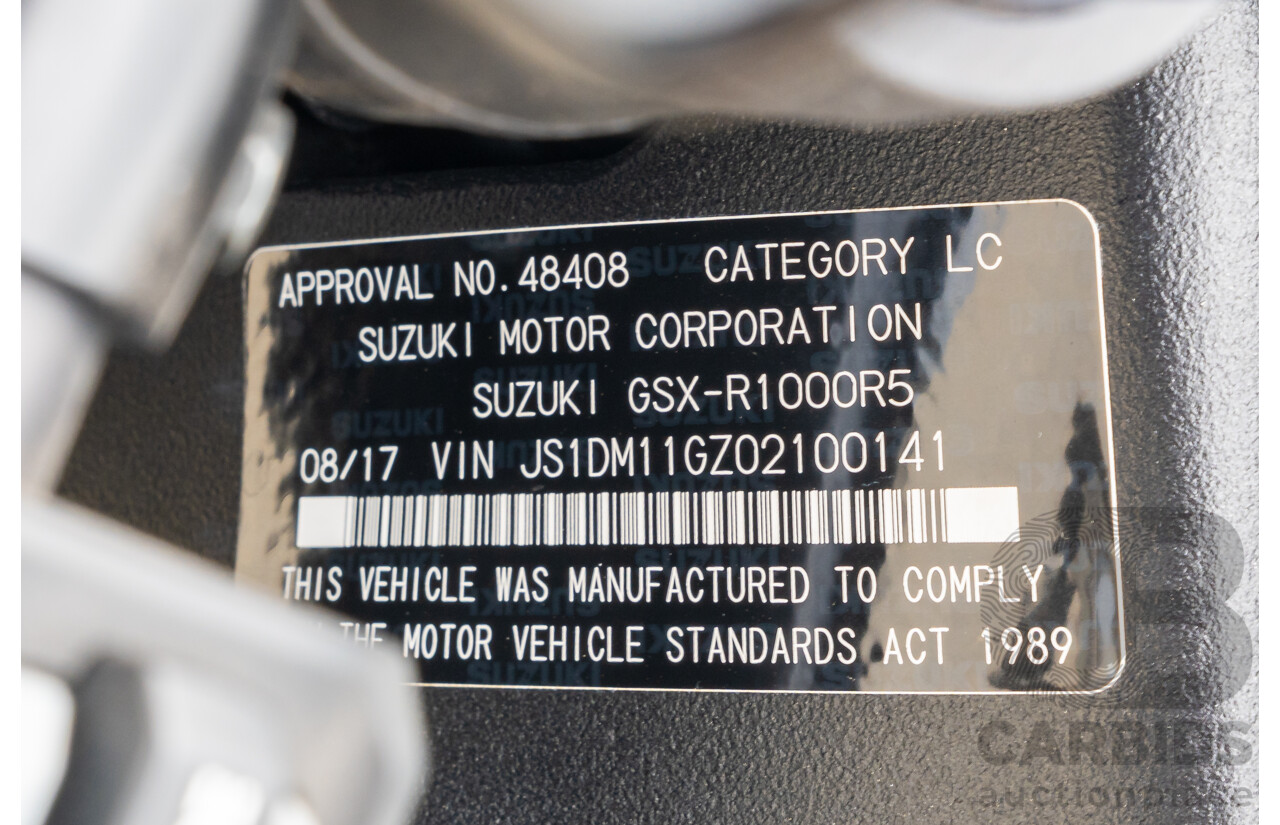 APPROVAL NO.48408 CATEGORY LC
SUZUKI MOTOR CORPORATION
SUZUKI GSX-R1000R5
08/17 VIN JS1DM11GZ02100141
THIS VEHICLE WAS MANUFACTURED TO COMPLY
THE MOTOR VEHICLE STANDARDS ACT 1989
CARBIDS
auctionplace